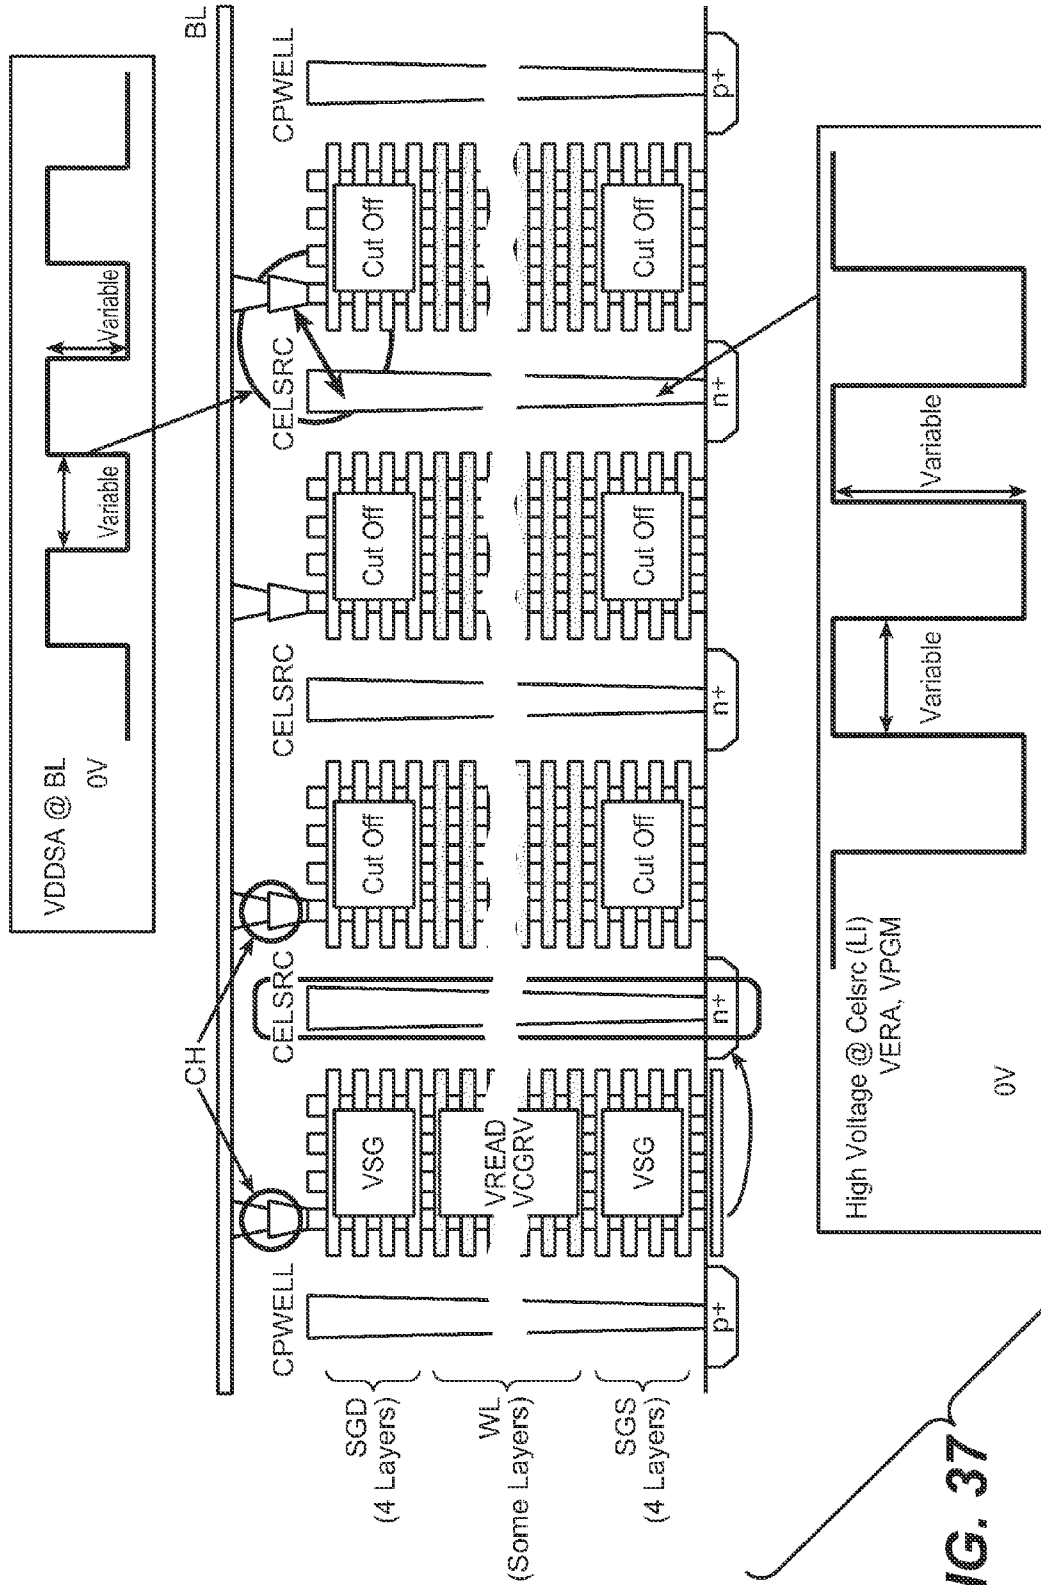 VDDSA @ BL
0V
Variable
Variable
BL
CH
CPWELL
CELSRC
CELSRC
CELSRC
CPWELL
SGD
(4 Layers)
WL
(Some Layers)
SGS
(4 Layers)
VSG
Cut Off
Cut Off
Cut Off
VREAD
VCGRV
VSG
Cut Off
Cut Off
Cut Off
p+
n+
n+
n+
p+
High Voltage @ Celsrc (LI)
VERA, VPGM
0V
Variable
Variable
IG. 37